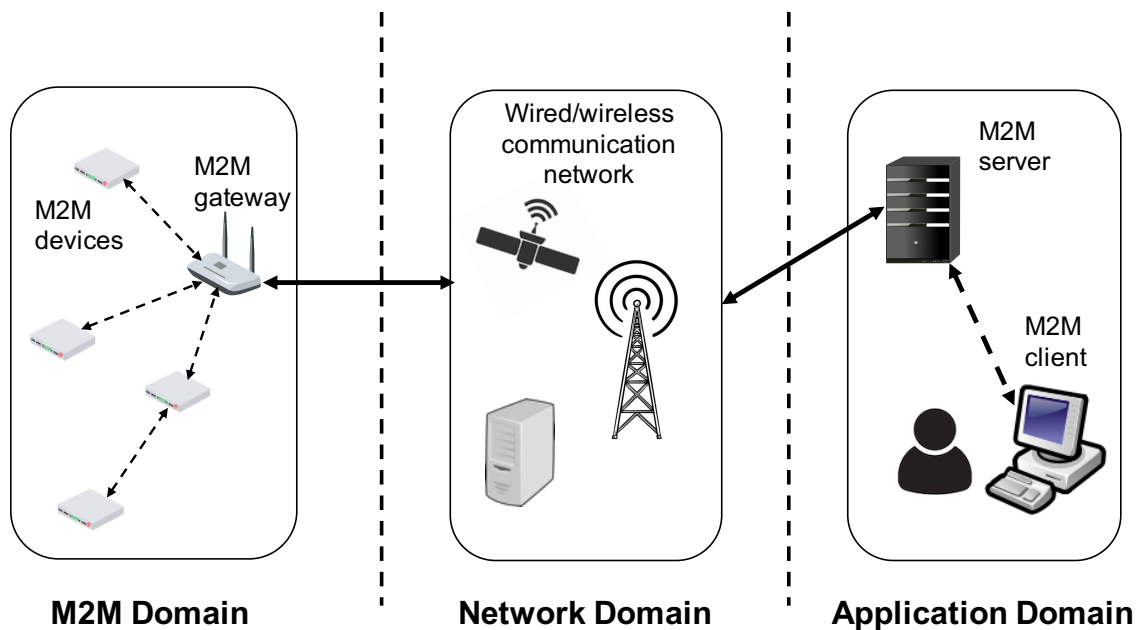 M2M
gateway
M2M
devices
Wired/wireless
communication
network
M2M
server
M2M
client
M2M Domain
Network Domain
Application Domain